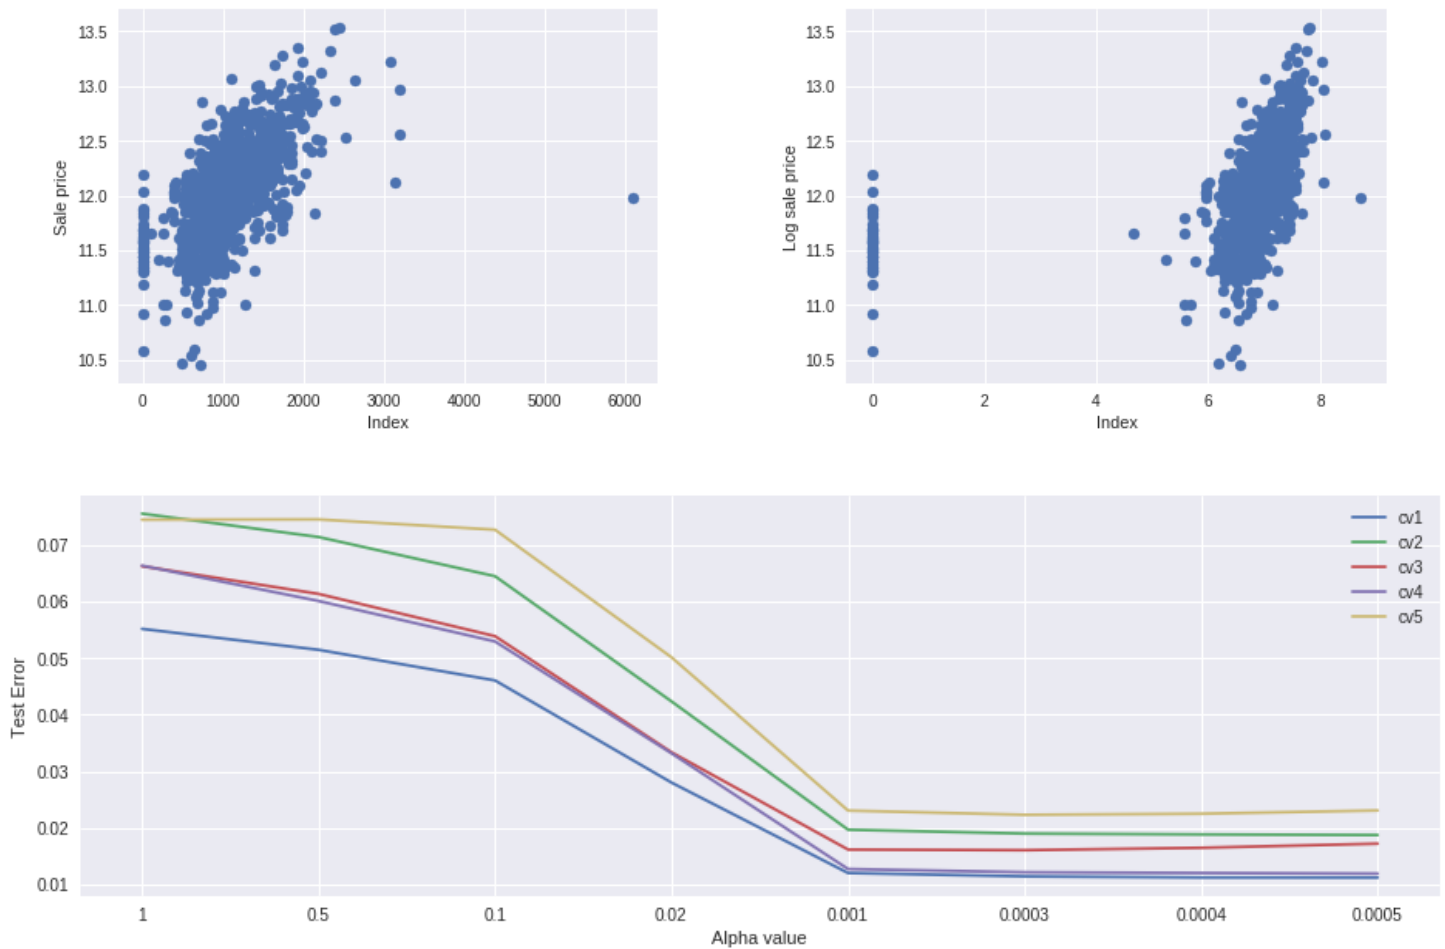 13.5
13.0
12.5
12.0
11.5
11.0
10.5
Sale price
0 1000 2000 3000 4000 5000 6000
Index
13.5
13.0
12.5
12.0
11.5
11.0
10.5
Log sale price
0 2 4 6 8
Index
cv1
cv2
cv3
cv4
cv5
0.07
0.06
0.05
0.04
0.03
0.02
0.01
Test Error
1 0.5 0.1 0.02 0.001 0.0003 0.0004 0.0005
Alpha value